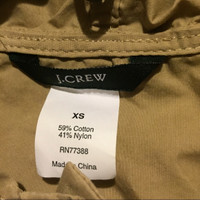 J.CREW
XS
59% Cotton
41% Nylon
RN77388
Made in China